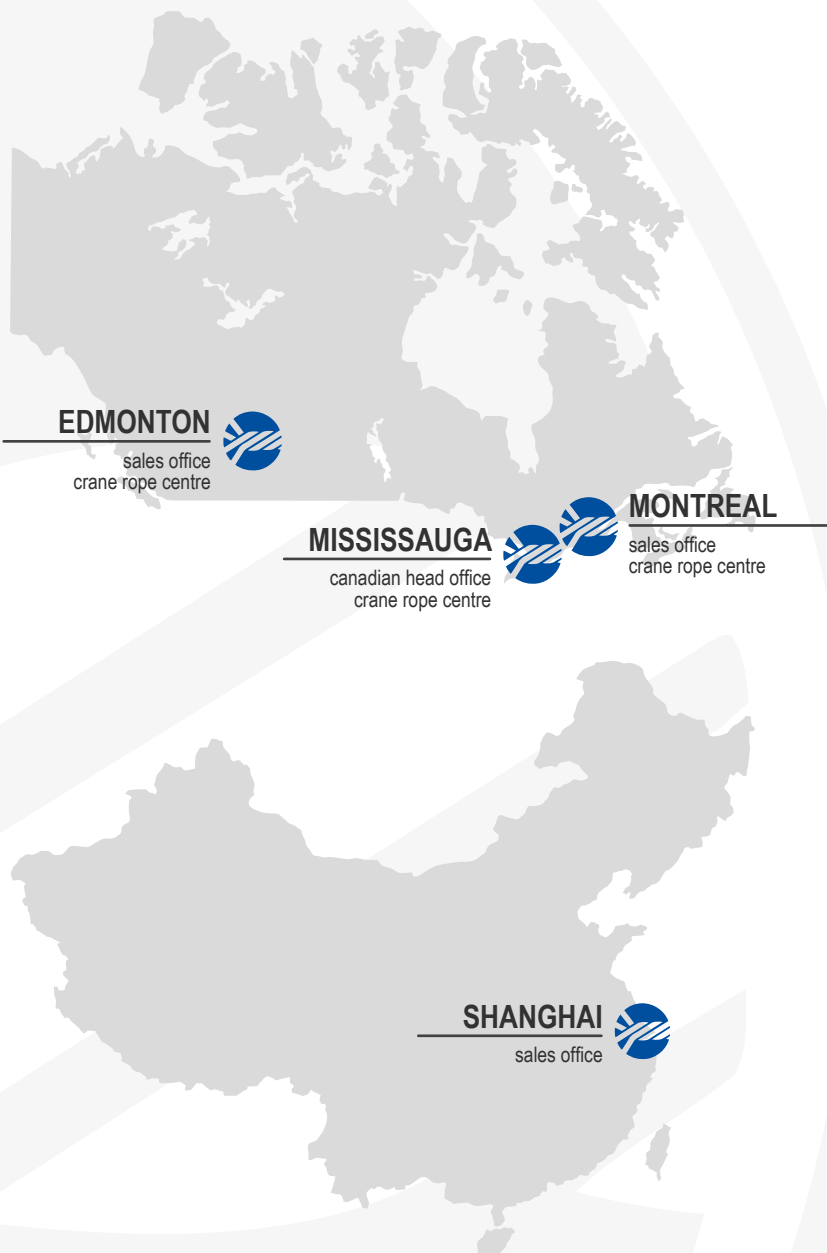 EDMONTON
sales office
crane rope centre
MONTREAL
sales office
crane rope centre
MISSISSAUGA
canadian head office
crane rope centre
SHANGHAI
sales office